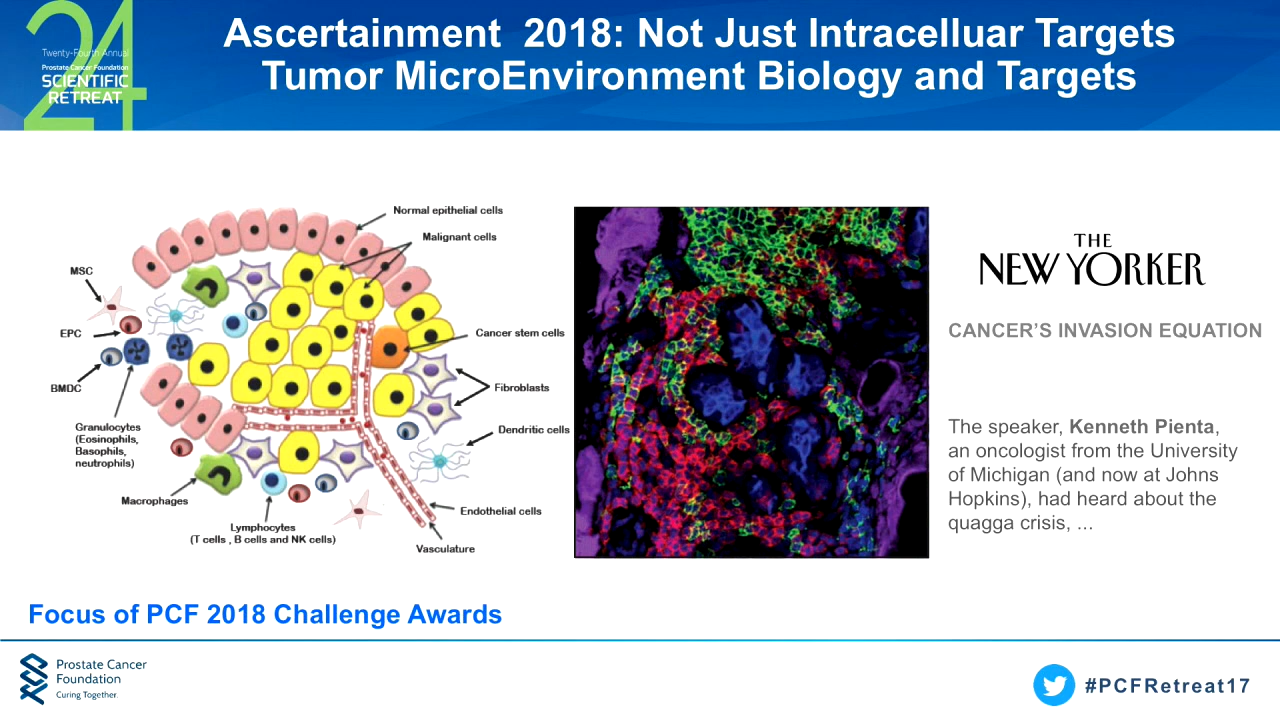 Twenty-Fourth Annual
Prostate Cancer Foundation
SCIENTIFIC
RETREAT
24
Ascertainment 2018: Not Just Intracelluar Targets
Tumor MicroEnvironment Biology and Targets
Normal epithelial cells
Malignant cells
MSC
EPC
BMDC
Cancer stem cells
Fibroblasts
Granulocytes
(Eosinophils,
Basophils,
neutrophils)
Dendritic cells
Macrophages
Endothelial cells
Lymphocytes
(T cells , B cells and NK cells)
Vasculature
THE
NEW YORKER
CANCER'S INVASION EQUATION
The speaker, Kenneth Pienta,
an oncologist from the University
of Michigan (and now at Johns
Hopkins), had heard about the
quagga crisis, ...
Focus of PCF 2018 Challenge Awards
Prostate Cancer
Foundation
Curing Together.
#PCFRetreat17